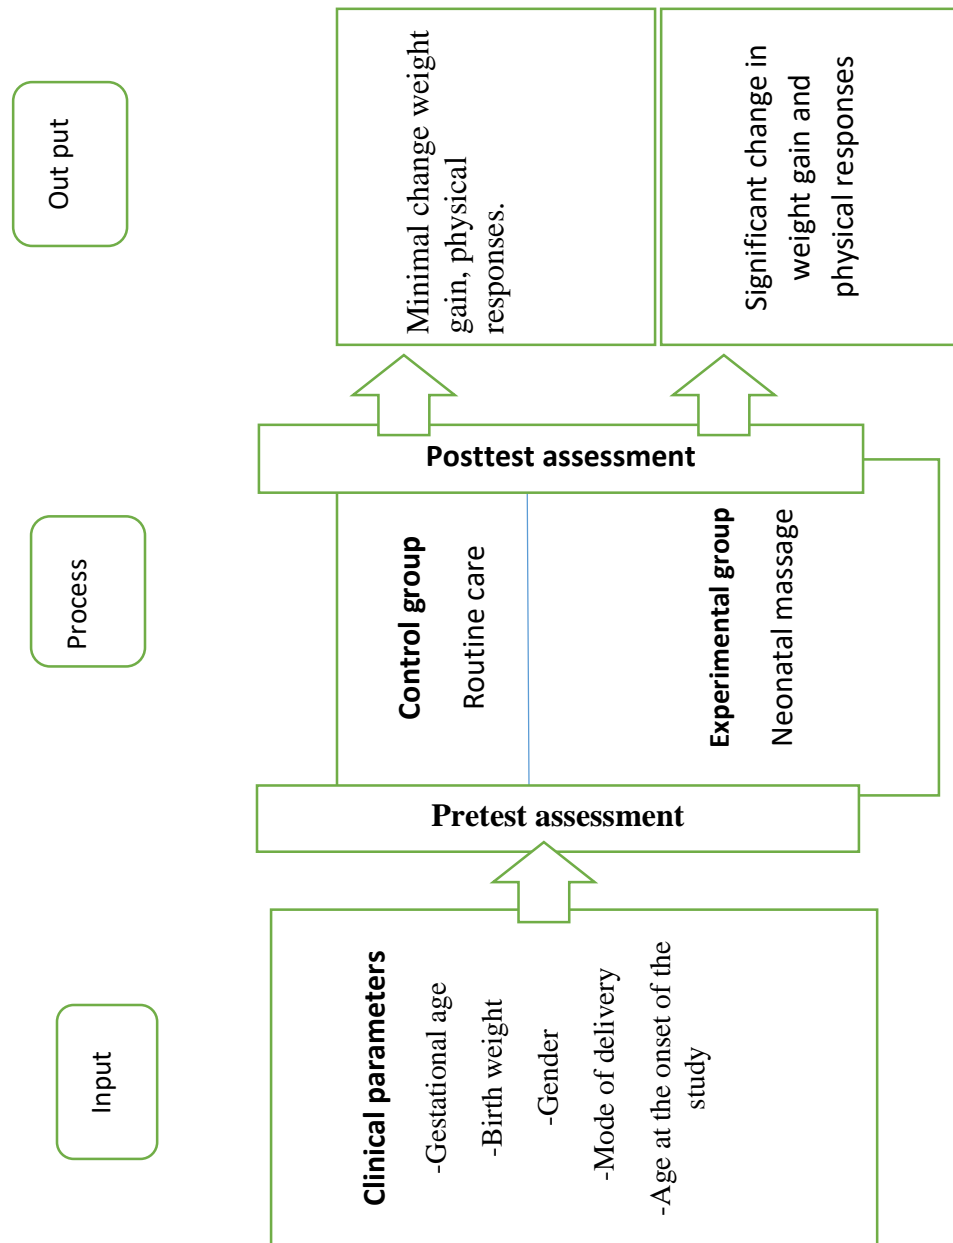 Input
Process
Out put
Clinical parameters
-Gestational age
-Birth weight
-Gender
-Mode of delivery
-Age at the onset of the
study
Pretest assessment
Control group
Routine care
Experimental group
Neonatal massage
Posttest assessment
Minimal change weight
gain, physical
responses.
Significant change in
weight gain and
physical responses